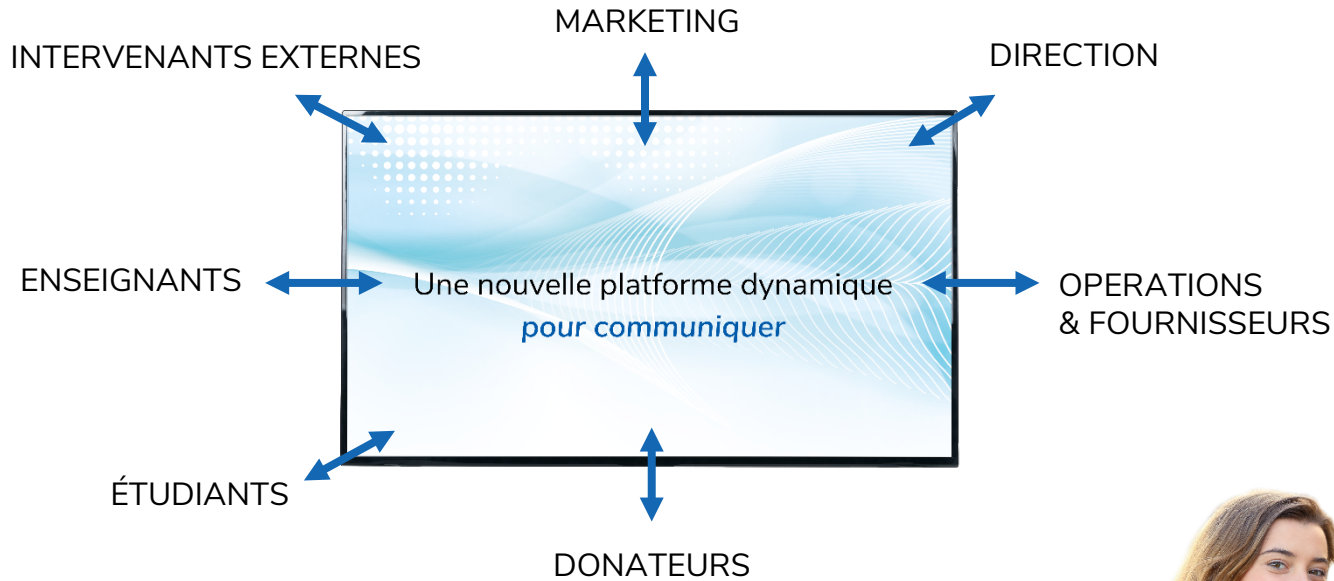 MARKETING
INTERVENANTS EXTERNES
DIRECTION
ENSEIGNANTS
Une nouvelle platforme dynamique
pour communiquer
OPERATIONS
& FOURNISSEURS
ÉTUDIANTS
DONATEURS